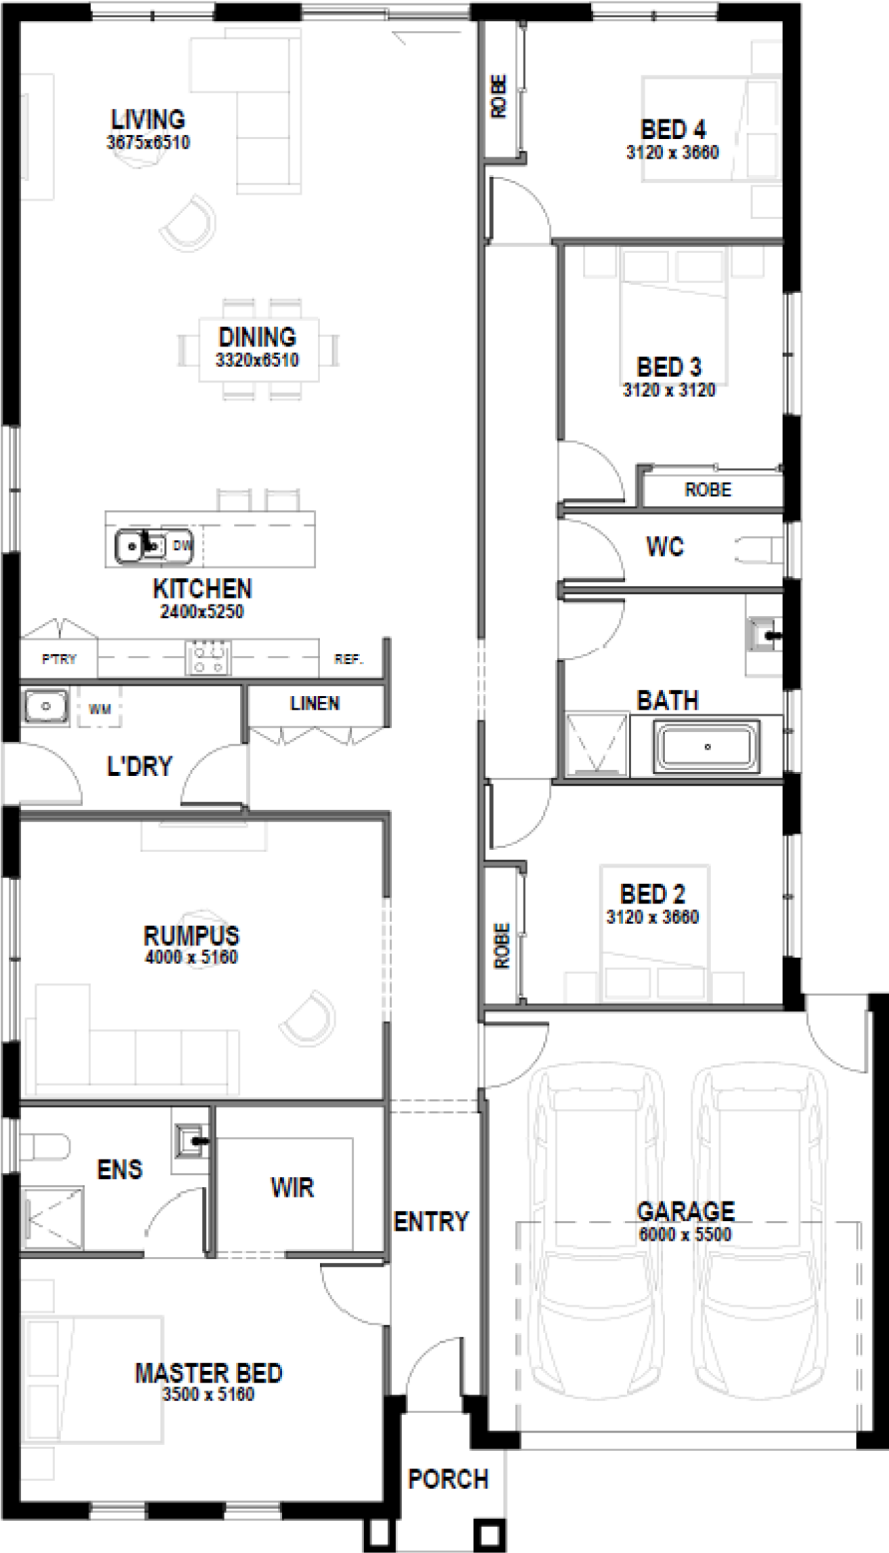 LIVING
3675x6510
ROBE
BED 4
3120 x 3660
DINING
3320x6510
BED 3
3120 x 3120
ROBE
DW
WC
KITCHEN
2400x5250
P'TRY
REF.
WM
LINEN
BATH
L'DRY
RUMPUS
4000 x 5160
ROBE
BED 2
3120 x 3660
ENS
WIR
ENTRY
GARAGE
6000 x 5500
MASTER BED
3500 x 5160
PORCH